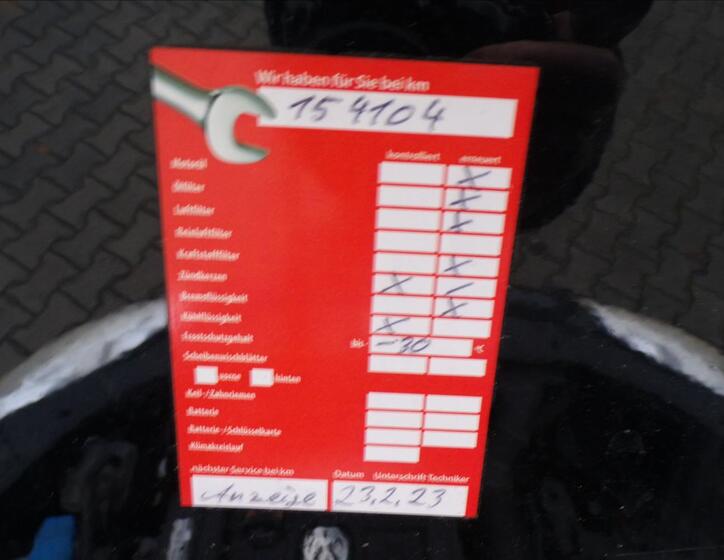 Wir haben für Sie bei km
154104
kontrolliert erneuert
Motoröl X
Ölfilter X
Luftfilter X
Reinluftfilter
Kraftstofffilter X
Zündkerzen X –
Bremsflüssigkeit X
Kühlflüssigkeit X
Frostschutzgehalt bis -30 °C
Scheibenwischblätter
vorne hinten
Keil-/Zahnriemen
Batterie
Batterie-/Schlüsselkarte
Klimakreislauf
nächster Service bei km Datum Unterschrift Techniker
Anzeige 23,2,23